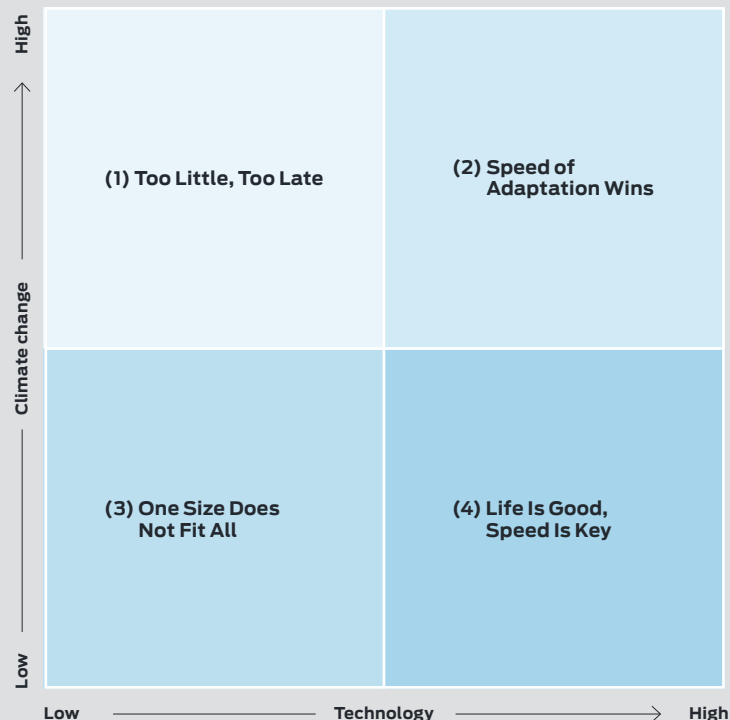 High
Climate change
Low
(1) Too Little, Too Late
(2) Speed of
Adaptation Wins
(3) One Size Does
Not Fit All
(4) Life Is Good,
Speed Is Key
Low
Technology
High